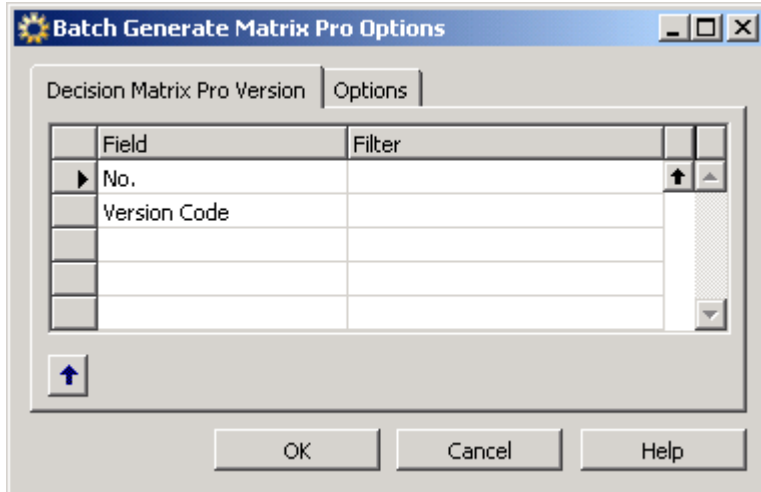 Batch Generate Matrix Pro Options
Decision Matrix Pro Version Options
Field Filter
No.
Version Code
OK Cancel Help